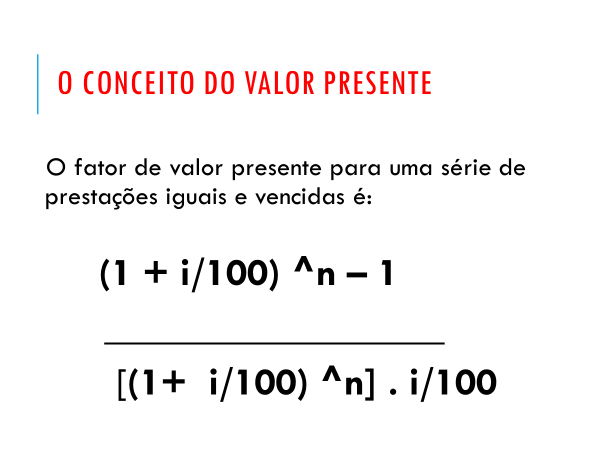 O CONCEITO DO VALOR PRESENTE
O fator de valor presente para uma série de
prestações iguais e vencidas é:
(1 + i/100) ^n – 1
[(1+ i/100) ^n] . i/100